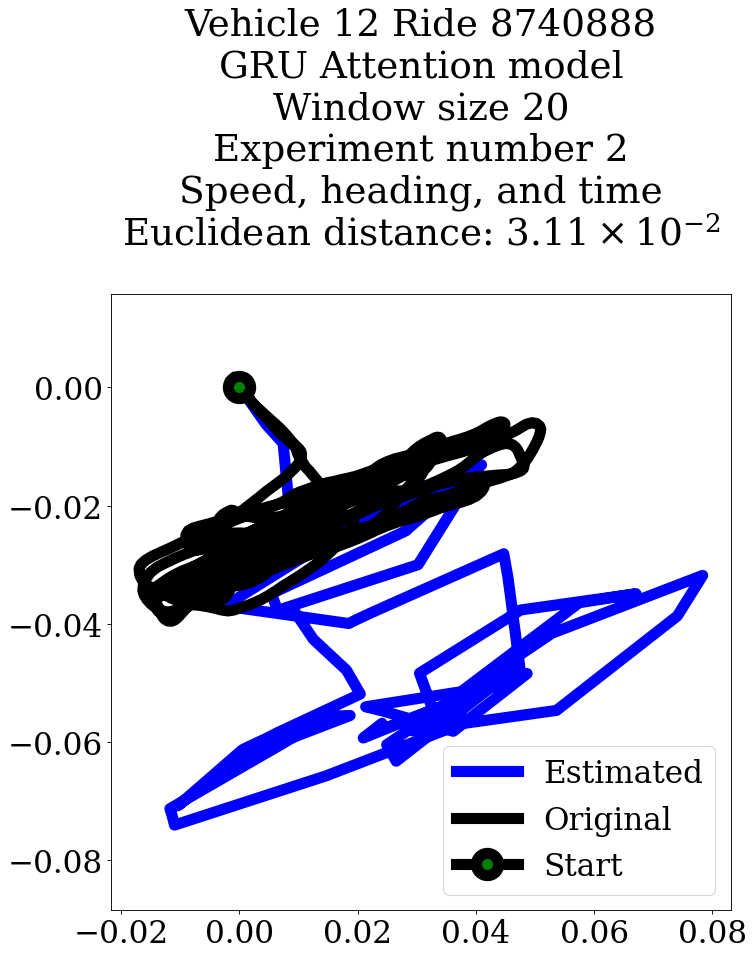 Vehicle 12 Ride 8740888
GRU Attention model
Window size 20
Experiment number 2
Speed, heading, and time
Euclidean distance: 3.11 × 10⁻²
0.00
−0.02
−0.04
−0.06
−0.08
Estimated
Original
Start
−0.02 0.00 0.02 0.04 0.06 0.08